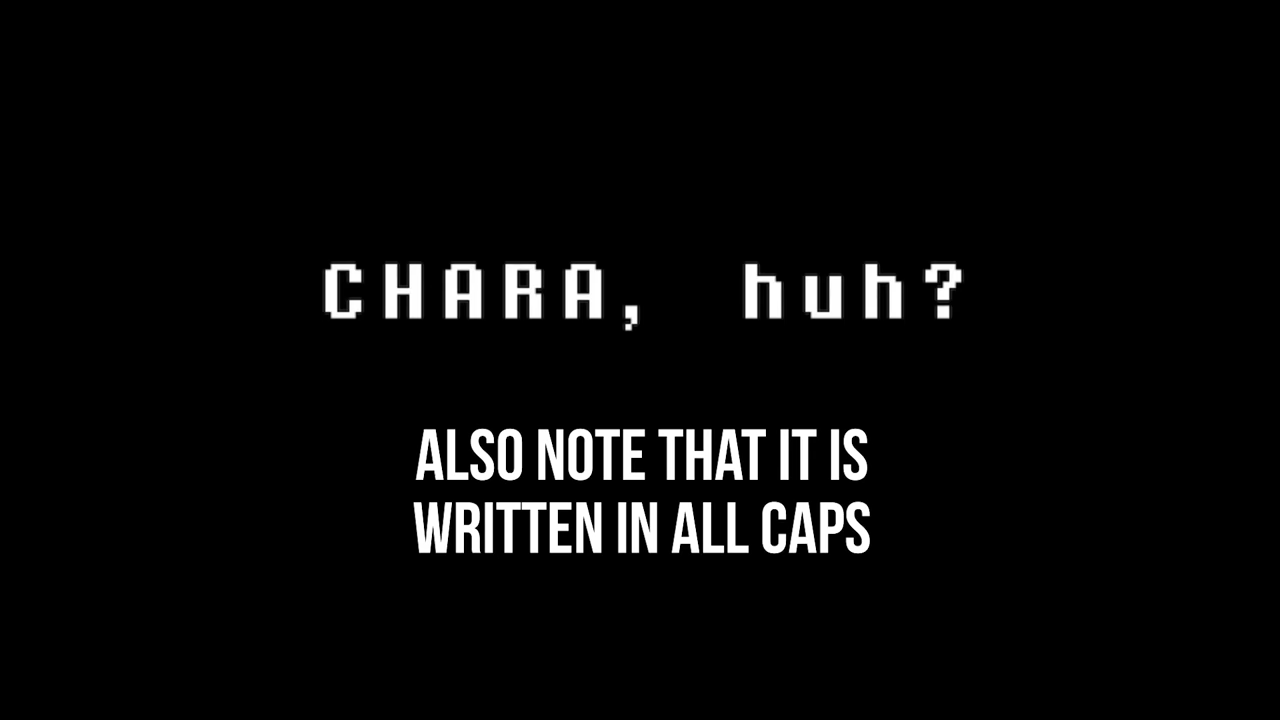 CHARA, huh?
ALSO NOTE THAT IT IS
WRITTEN IN ALL CAPS